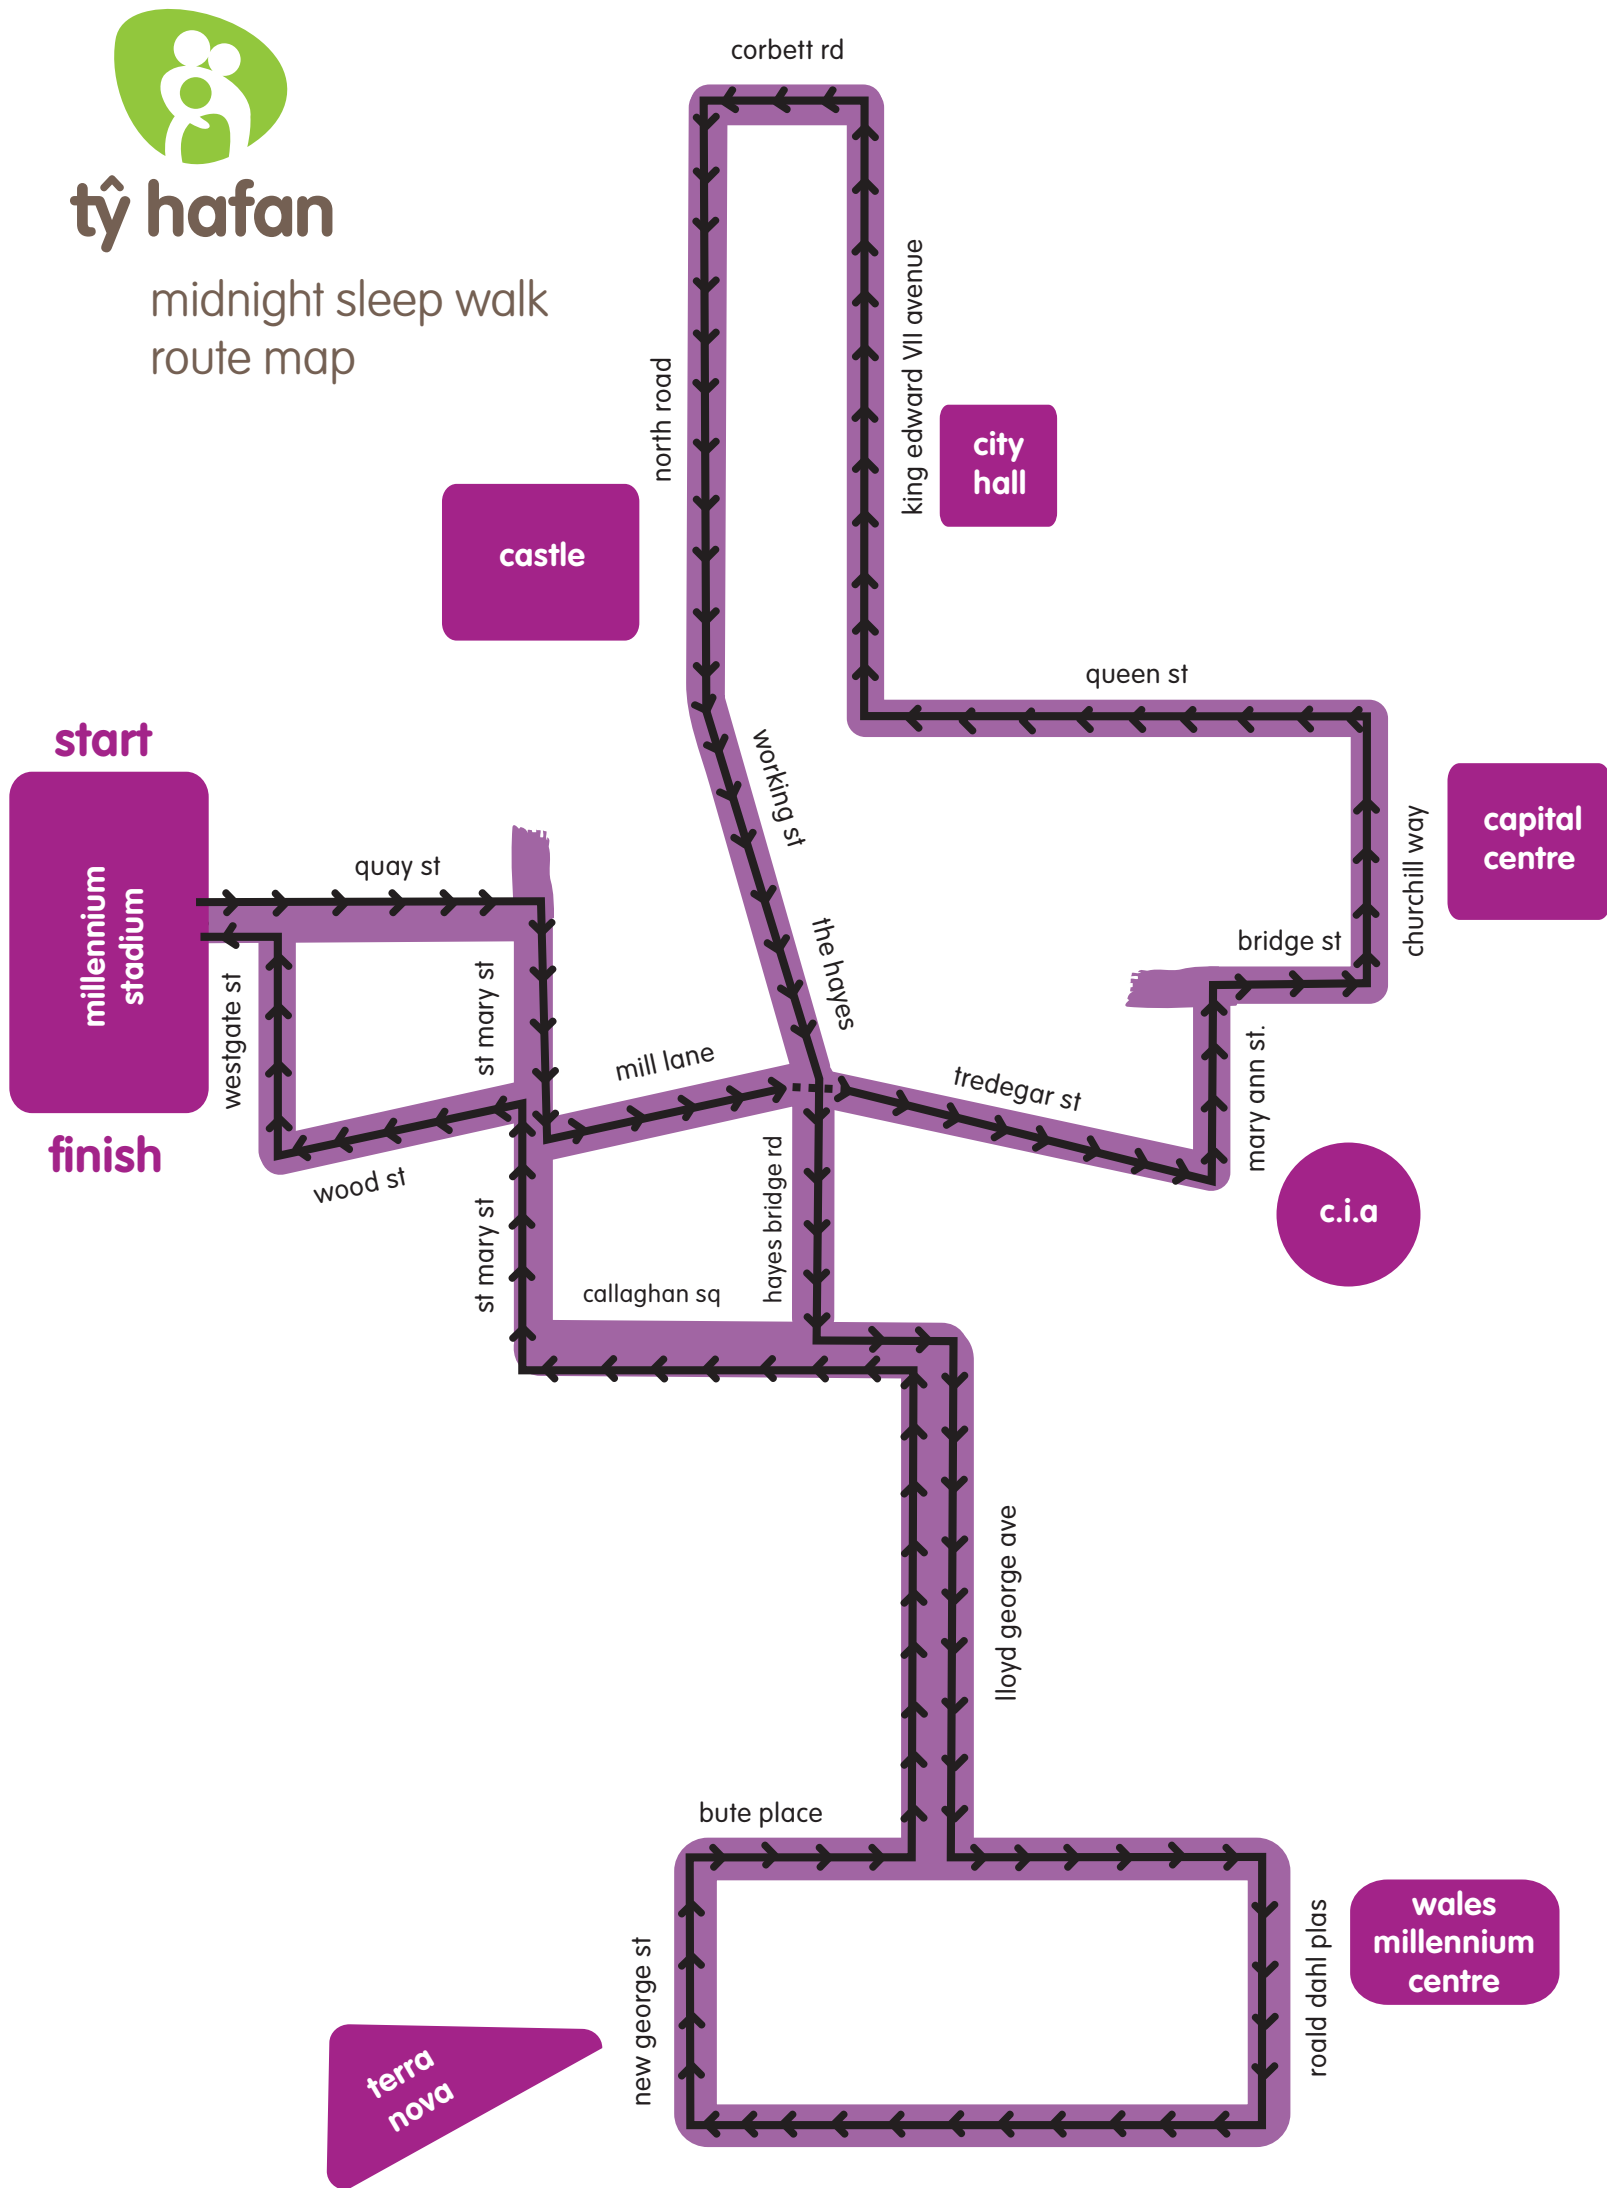 tŷ hafan
midnight sleep walk
route map
corbett rd
north road
king edward VII avenue
city
hall
castle
queen st
working st
start
millennium
stadium
finish
quay st
the hayes
capital
centre
churchill way
bridge st
westgate st
st mary st
mill lane
tredegar st
mary ann st.
wood st
st mary st
hayes bridge rd
callaghan sq
c.i.a
lloyd george ave
bute place
new george st
roald dahl plas
wales
millennium
centre
terra
nova